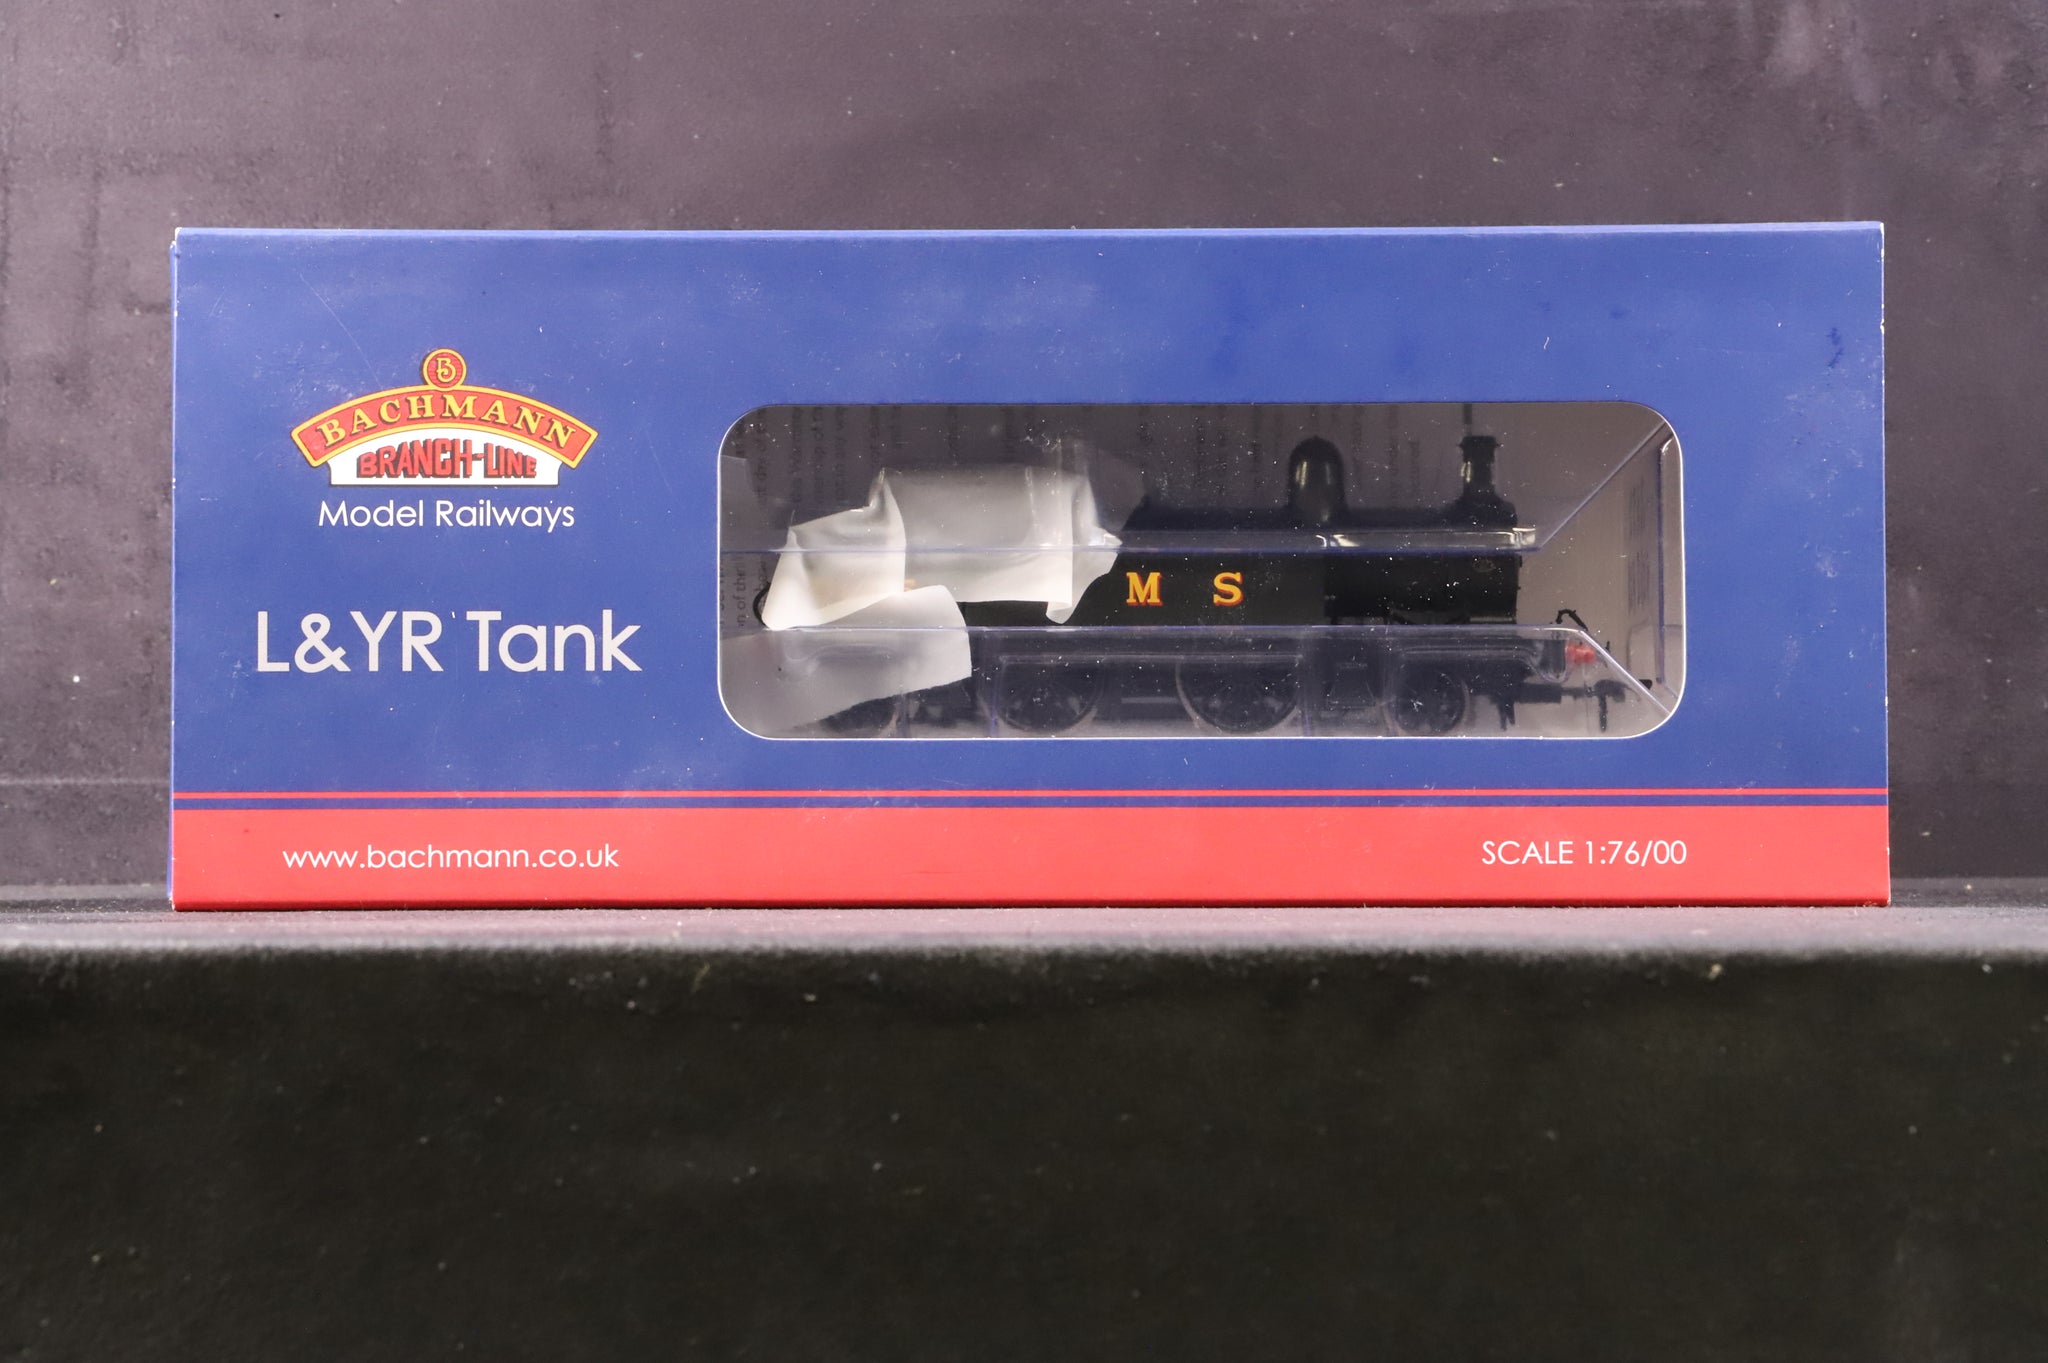 B
BACHMANN
BRANCH-LINE
Model Railways
L&YR Tank
M S
www.bachmann.co.uk
SCALE 1:76/00